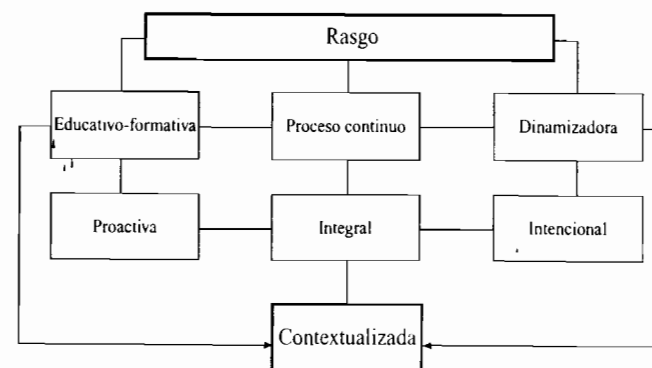 Rasgo
Educativo-formativa
Proceso continuo
Dinamizadora
Proactiva
Integral
Intencional
Contextualizada